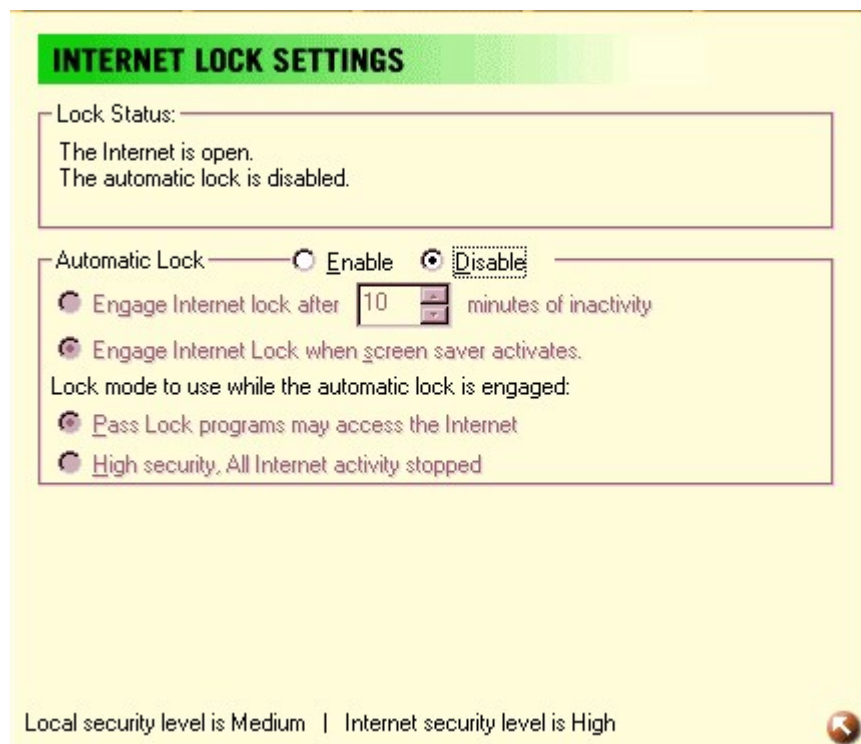 INTERNET LOCK SETTINGS
Lock Status:
The Internet is open.
The automatic lock is disabled.
Automatic Lock Enable Disable
Engage Internet lock after 10 minutes of inactivity
Engage Internet Lock when screen saver activates.
Lock mode to use while the automatic lock is engaged:
Pass Lock programs may access the Internet
High security, All Internet activity stopped
Local security level is Medium | Internet security level is High